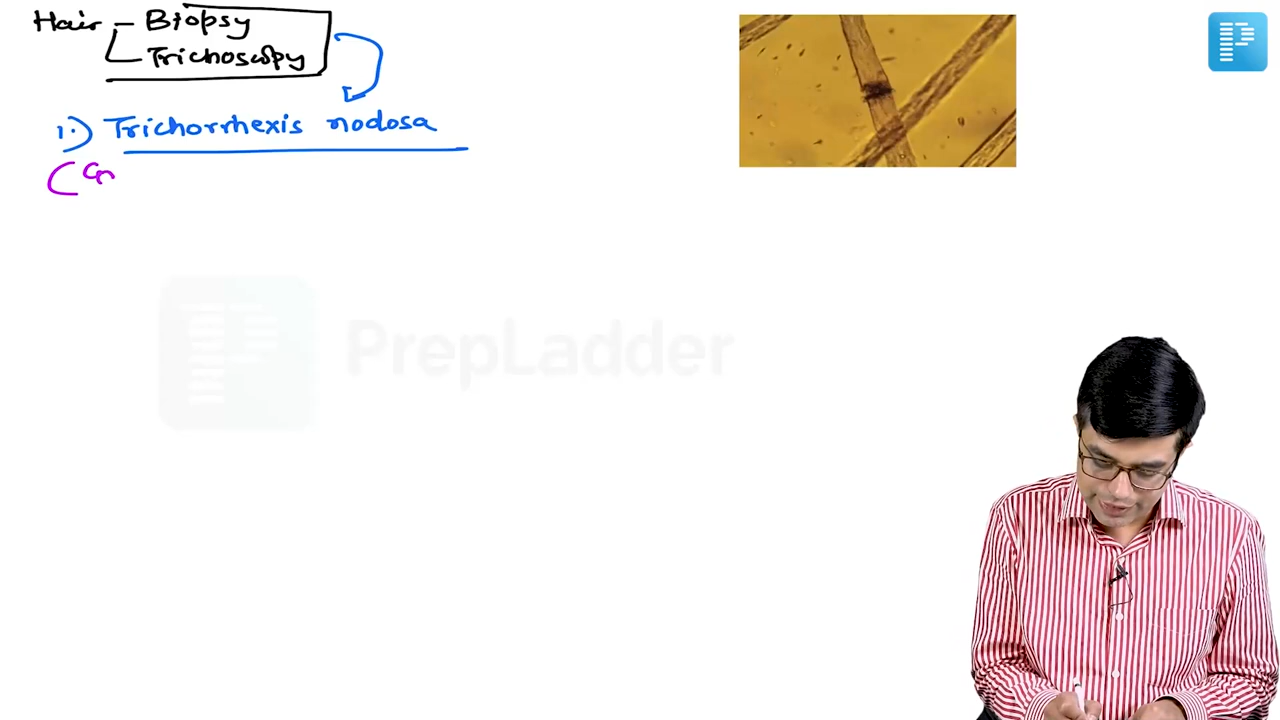 Hair - Biopsy
Trichoscopy
1.) Trichorrhexis nodosa
PrepLadder